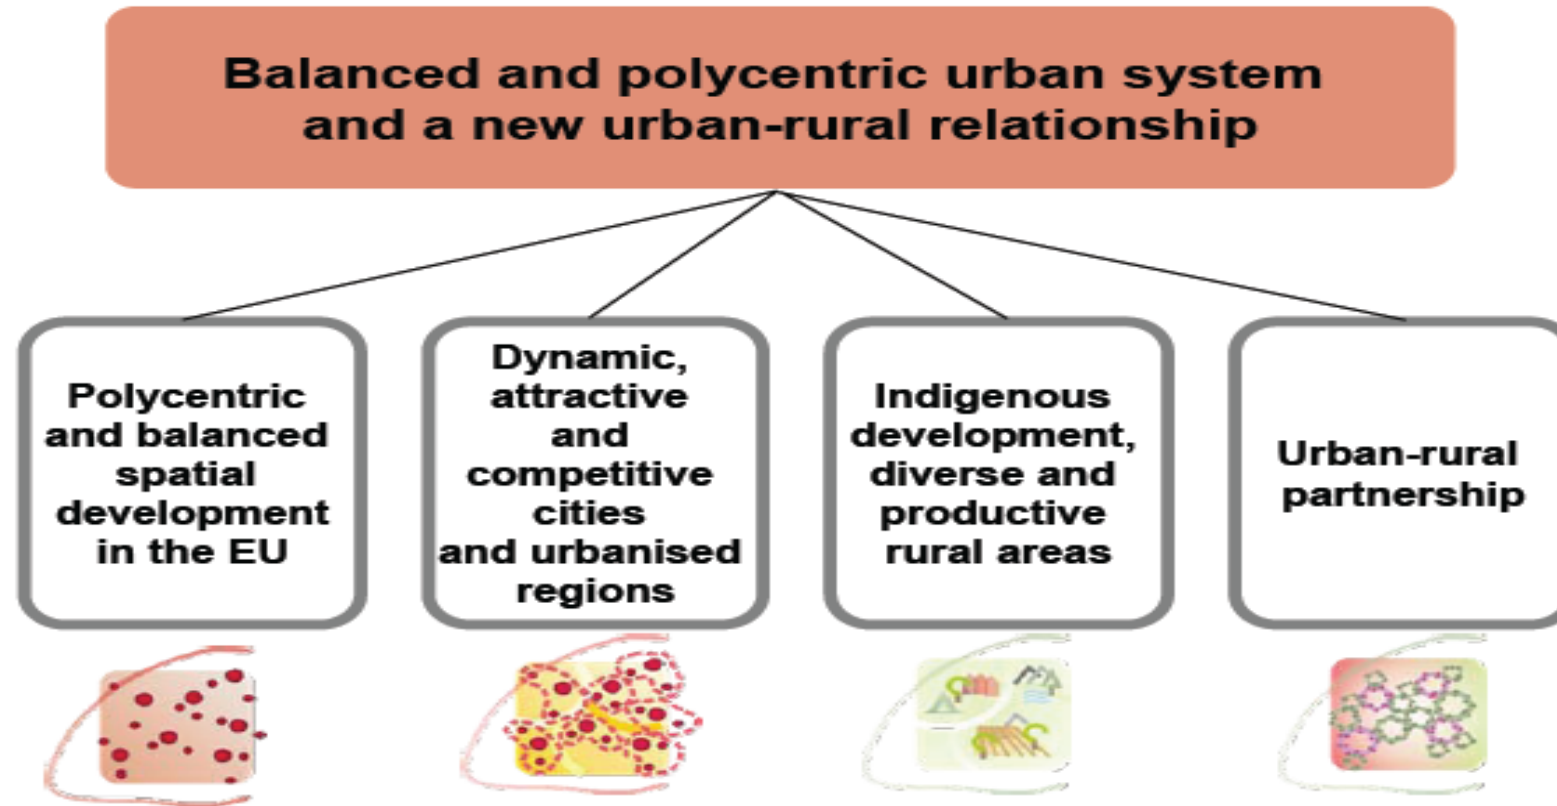 Balanced and polycentric urban system
and a new urban-rural relationship
Polycentric
and balanced
spatial
development
in the EU
Dynamic,
attractive
and
competitive
cities
and urbanised
regions
Indigenous
development,
diverse and
productive
rural areas
Urban-rural
partnership